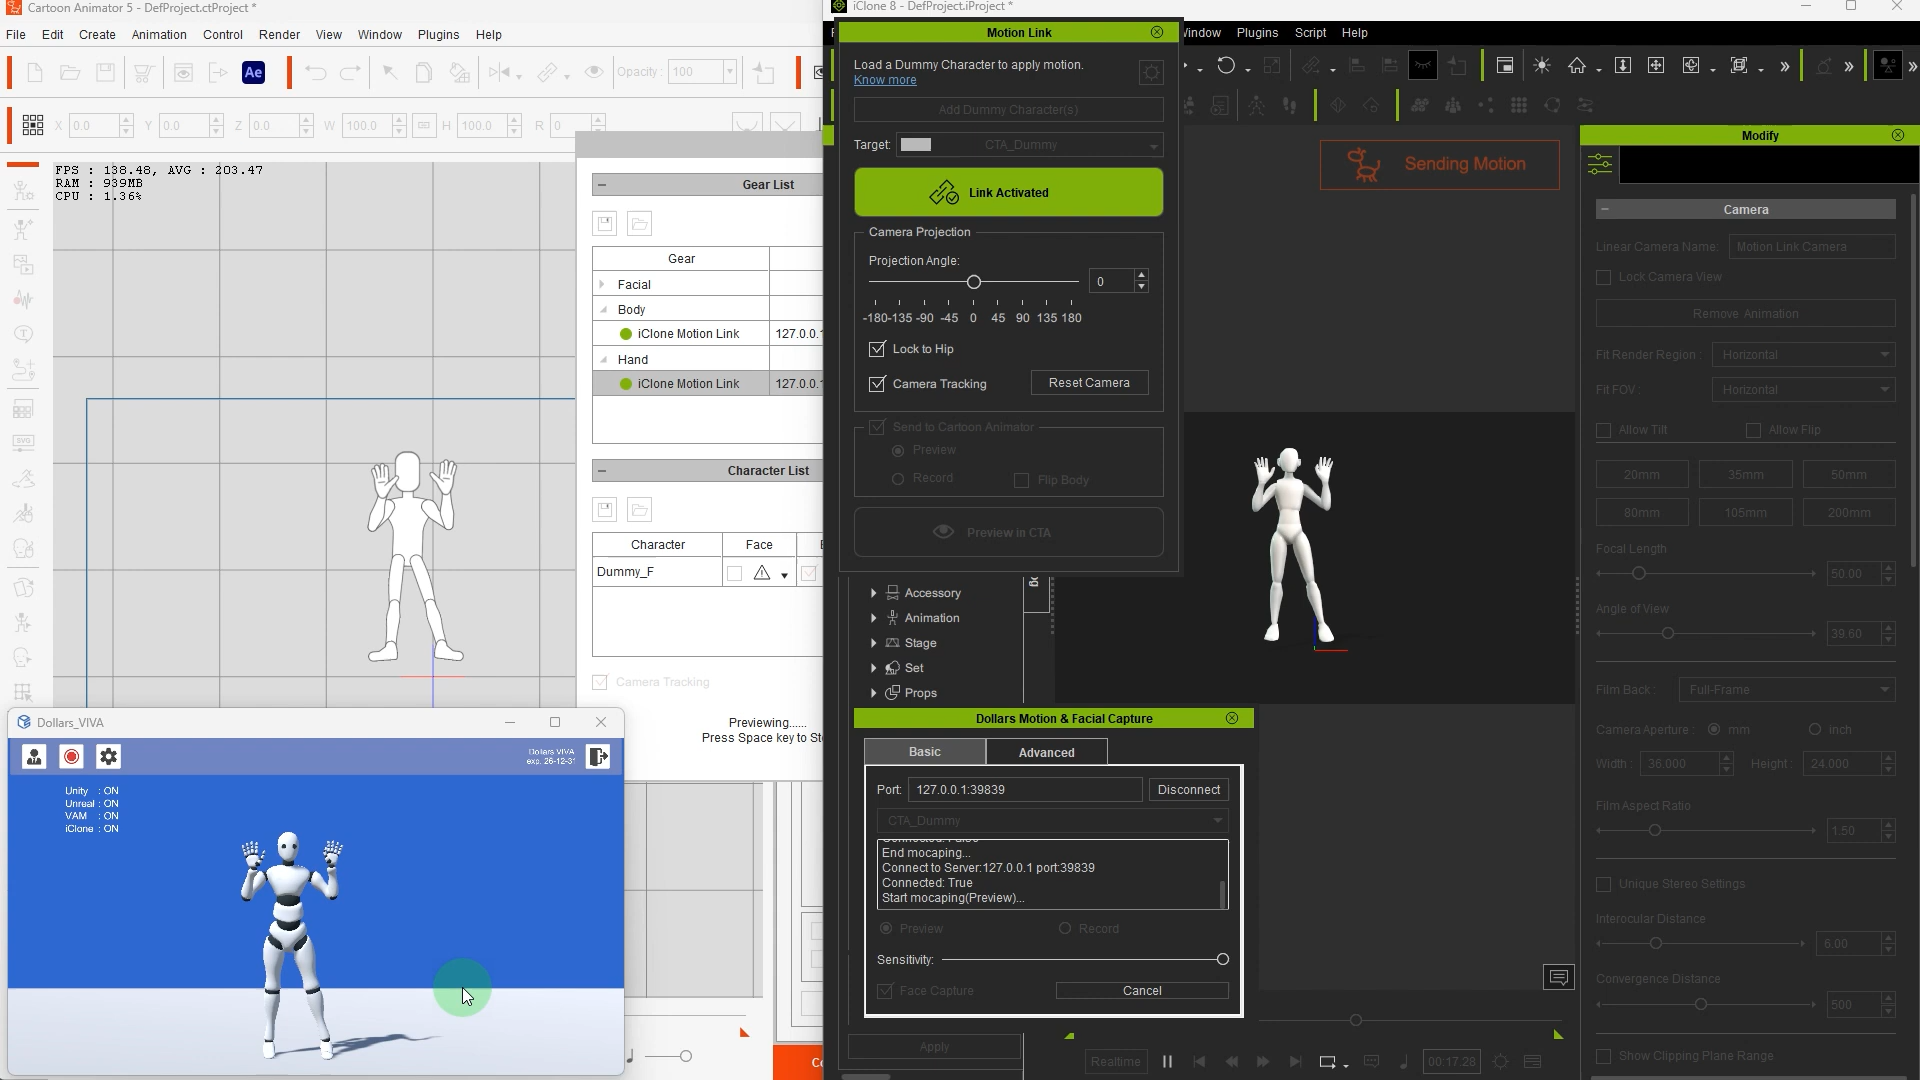 Cartoon Animator 5 - DefProject.ctProject *
File Edit Create Animation Control Render View Window Plugins Help
Ae
Opacity : 100
X 0.0 Y 0.0 Z 0.0 W 100.0 H 100.0 R 0
FPS : 138.48, AVG : 203.47
RAM : 939MB
CPU : 1.36%
Gear List
Gear
Facial
Body
iClone Motion Link 127.0.0.
Hand
iClone Motion Link 127.0.0.
Character List
Character Face
Dummy_F
Camera Tracking
Previewing......
Press Space key to St
SVG
Dollars_VIVA
Dollars VIVA
exp. 26-12-31
Unity : ON
Unreal : ON
VAM : ON
iClone : ON
iClone 8 - DefProject.iProject *
Window Plugins Script Help
Motion Link
Load a Dummy Character to apply motion.
Know more
Add Dummy Character(s)
Target: CTA_Dummy
Link Activated
Camera Projection
Projection Angle:
0
-180 -135 -90 -45 0 45 90 135 180
Lock to Hip
Camera Tracking
Reset Camera
Send to Cartoon Animator
Preview
Record
Flip Body
Preview in CTA
Accessory
Animation
Stage
Set
Props
Apply
Sending Motion
Dollars Motion & Facial Capture
Basic Advanced
Port: 127.0.0.1:39839 Disconnect
CTA_Dummy
Connected: False
End mocaping...
Connect to Server:127.0.0.1 port:39839
Connected: True
Start mocaping(Preview)...
Preview Record
Sensitivity:
Face Capture
Cancel
Realtime
00:17:28
Modify
Camera
Linear Camera Name: Motion Link Camera
Lock Camera View
Remove Animation
Fit Render Region : Horizontal
Fit FOV : Horizontal
Allow Tilt Allow Flip
20mm 35mm 50mm
80mm 105mm 200mm
Focal Length
50.00
Angle of View
39.60
Film Back : Full-Frame
Camera Aperture : mm inch
Width : 36.000 Height : 24.000
Film Aspect Ratio
1.50
Unique Stereo Settings
Interocular Distance
6.00
Convergence Distance
500
Show Clipping Plane Range